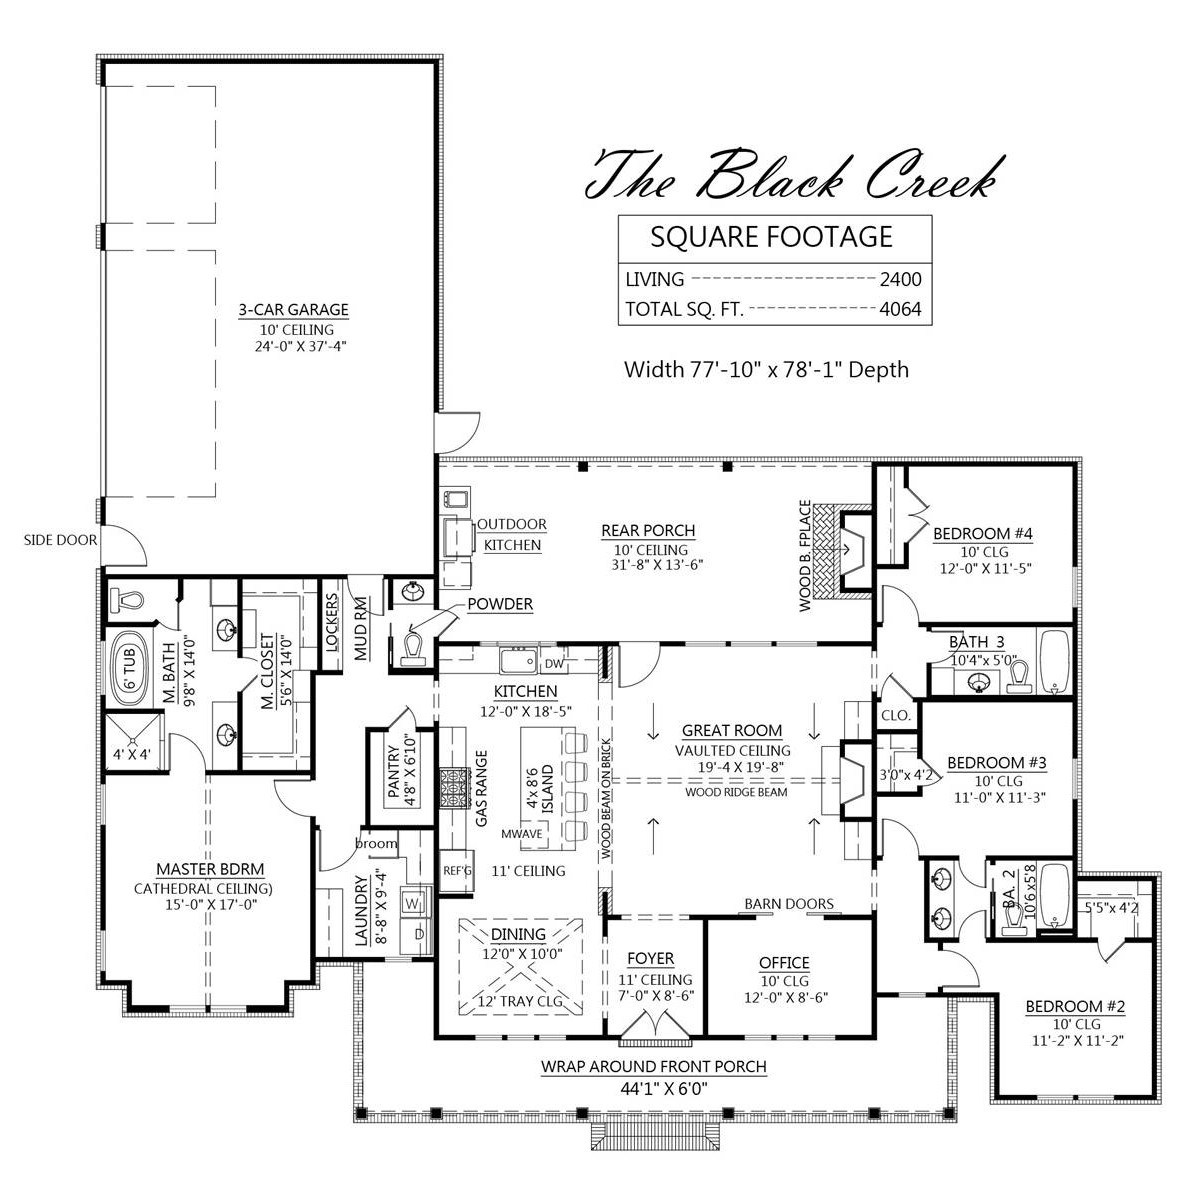 The Black Creek
SQUARE FOOTAGE
LIVING 2400
TOTAL SQ. FT. 4064
Width 77'-10" x 78'-1" Depth
3-CAR GARAGE
10' CEILING
24'-0" X 37'-4"
SIDE DOOR
OUTDOOR
KITCHEN
REAR PORCH
10' CEILING
31'-8" X 13'-6"
WOOD B. FPLACE
BEDROOM #4
10' CLG
12'-0" X 11'-5"
LOCKERS
MUD RM
POWDER
6' TUB
M. BATH
9'8" X 14'0"
M. CLOSET
5'6" X 14'0"
4' X 4'
KITCHEN
12'-0" X 18'-5"
DW
BATH 3
10'4"x 5'0"
CLO.
GREAT ROOM
VAULTED CEILING
19'-4 X 19'-8"
WOOD RIDGE BEAM
WOOD BEAM ON BRICK
3'0"x 4'2
BEDROOM #3
10' CLG
11'-0" X 11'-3"
PANTRY
4'8" X 6'10"
GAS RANGE
4'x 8'6
ISLAND
MWAVE
REF'G
11' CEILING
MASTER BDRM
CATHEDRAL CEILING)
15'-0" X 17'-0"
broom
LAUNDRY
8'-8" X 9'-4"
W
D
BARN DOORS
BA. 2
10'6 x5'8
5'5"x 4'2
DINING
12'0" X 10'0"
12' TRAY CLG
FOYER
11' CEILING
7'-0" X 8'-6"
OFFICE
10' CLG
12'-0" X 8'-6"
BEDROOM #2
10' CLG
11'-2" X 11'-2"
WRAP AROUND FRONT PORCH
44'1" X 6'0"